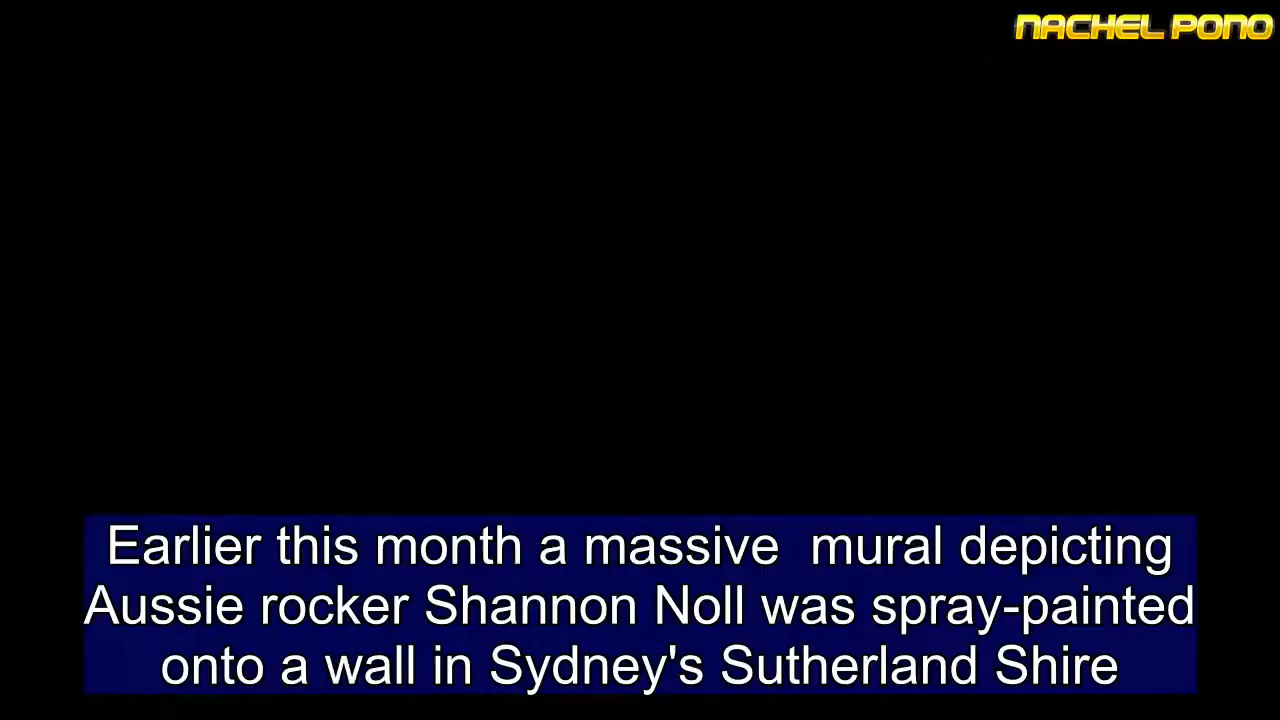 NACHEL PONO
Earlier this month a massive  mural depicting
Aussie rocker Shannon Noll was spray-painted
onto a wall in Sydney's Sutherland Shire